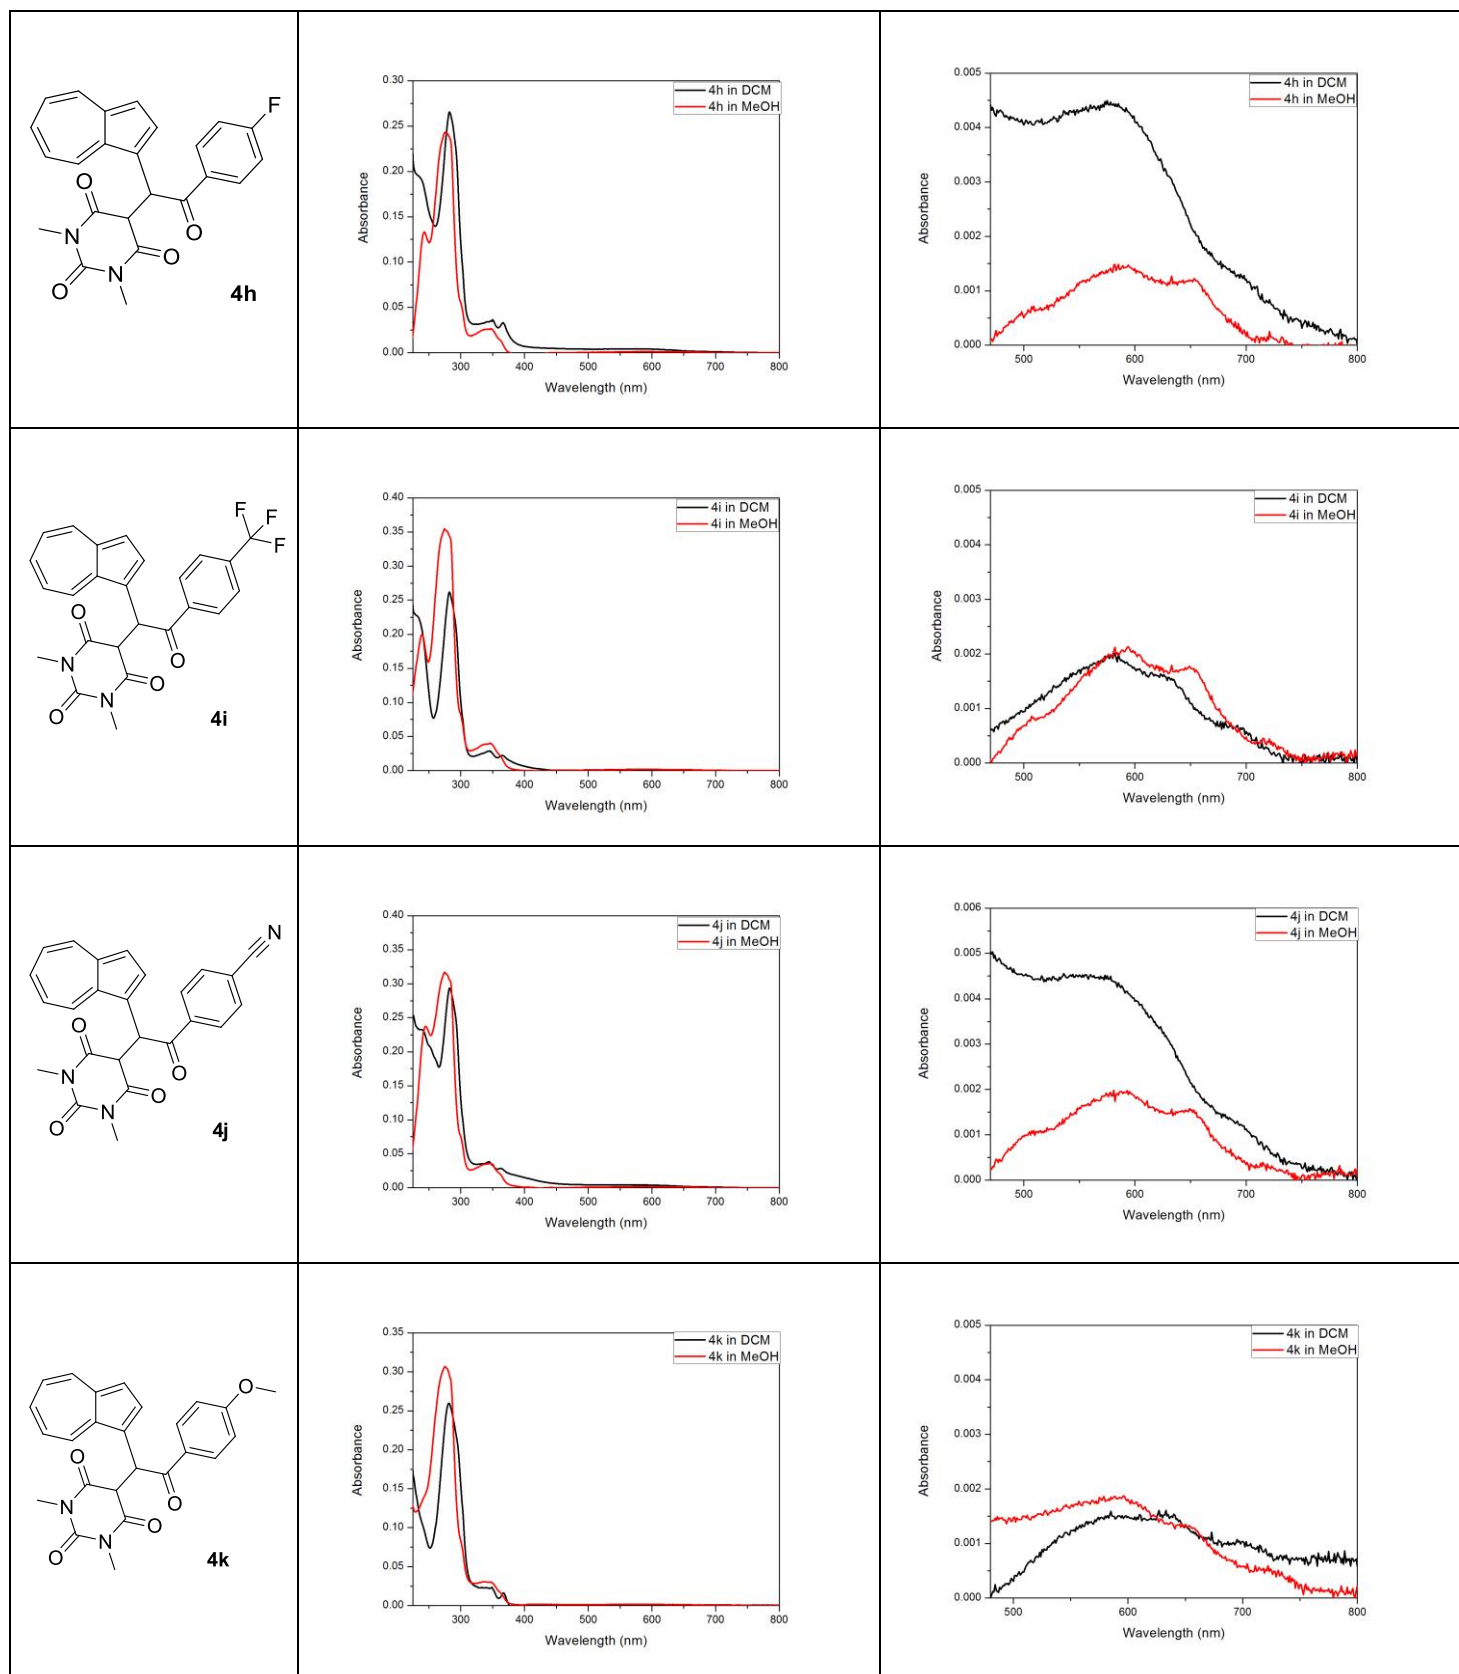 F
O
O
N
O
O
N
4h
0.30
0.25
0.20
0.15
0.10
0.05
0.00
Absorbance
4h in DCM
4h in MeOH
300 400 500 600 700 800
Wavelength (nm)
0.005
0.004
0.003
0.002
0.001
0.000
Absorbance
4h in DCM
4h in MeOH
500 600 700 800
Wavelength (nm)
F
F
F
O
O
N
O
O
N
4i
0.40
0.35
0.30
0.25
0.20
0.15
0.10
0.05
0.00
Absorbance
4i in DCM
4i in MeOH
300 400 500 600 700 800
Wavelength (nm)
0.005
0.004
0.003
0.002
0.001
0.000
Absorbance
4i in DCM
4i in MeOH
500 600 700 800
Wavelength (nm)
N
O
O
N
O
O
N
4j
0.40
0.35
0.30
0.25
0.20
0.15
0.10
0.05
0.00
Absorbance
4j in DCM
4j in MeOH
300 400 500 600 700 800
Wavelength (nm)
0.006
0.005
0.004
0.003
0.002
0.001
0.000
Absorbance
4j in DCM
4j in MeOH
500 600 700 800
Wavelength (nm)
O
O
O
N
O
O
N
4k
0.35
0.30
0.25
0.20
0.15
0.10
0.05
0.00
Absorbance
4k in DCM
4k in MeOH
300 400 500 600 700 800
Wavelength (nm)
0.005
0.004
0.003
0.002
0.001
0.000
Absorbance
4k in DCM
4k in MeOH
500 600 700 800
Wavelength (nm)